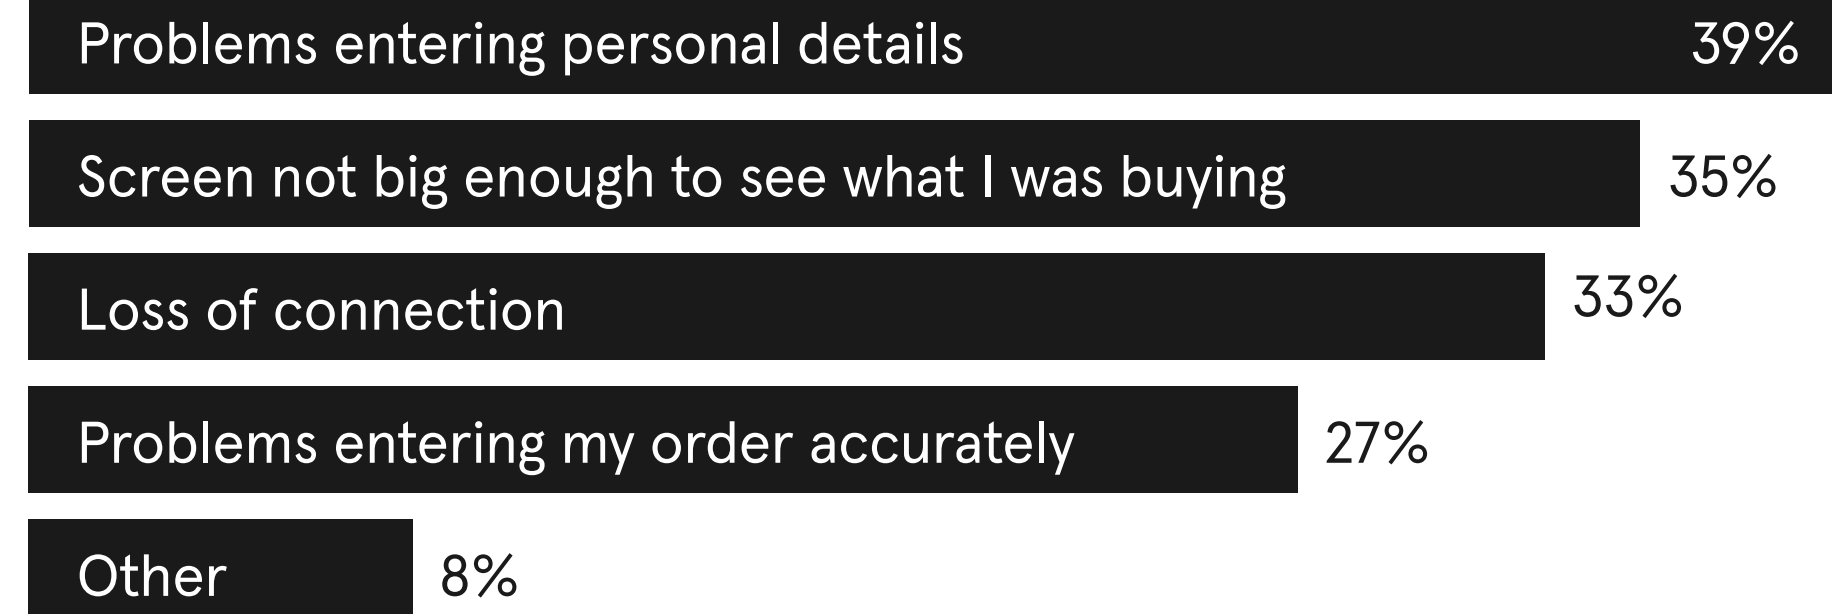 Problems entering personal details 39%
Screen not big enough to see what I was buying 35%
Loss of connection 33%
Problems entering my order accurately 27%
Other 8%